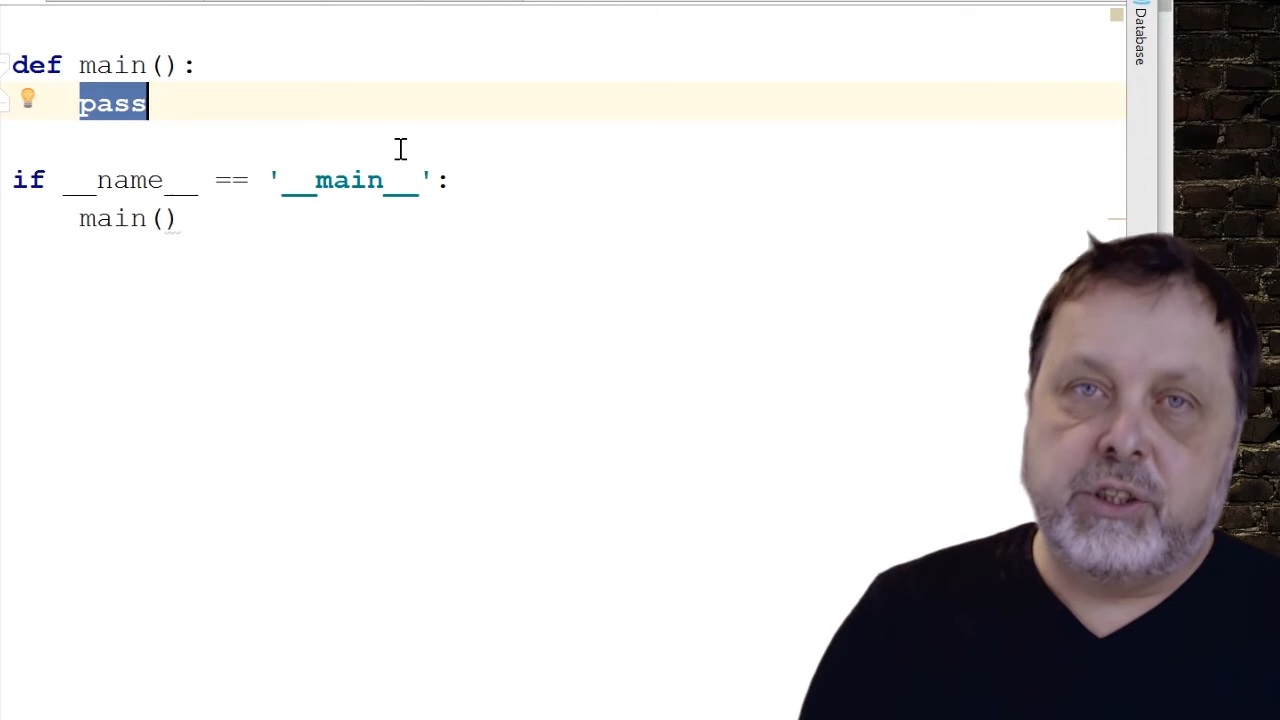 def main():
    pass
if __name__ == '__main__':
    main()
Database